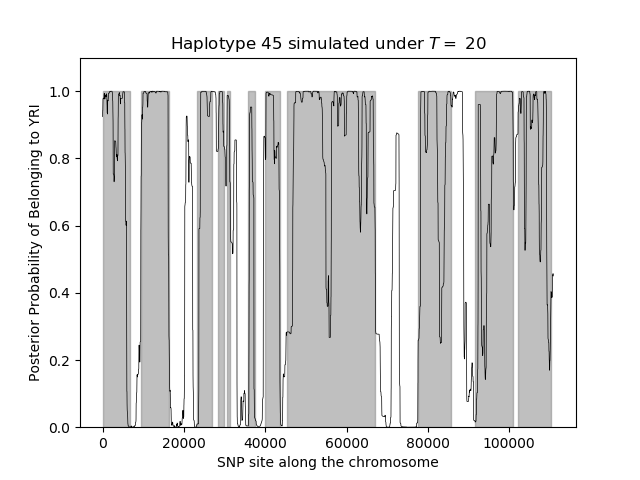 Haplotype 45 simulated under T = 20
Posterior Probability of Belonging to YRI
1.0
0.8
0.6
0.4
0.2
0.0
0 20000 40000 60000 80000 100000
SNP site along the chromosome